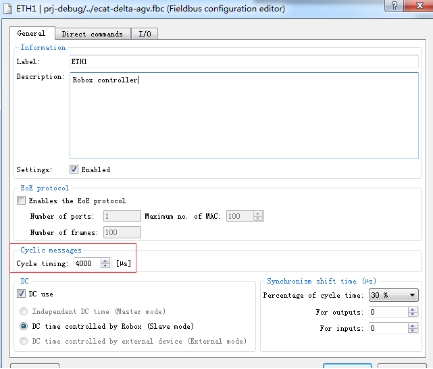 ETH1 | prj-debug/../ecat-delta-agv.fbc (Fieldbus configuration editor)
General Direct commands I/O
Information
Label: ETH1
Description: Robox controller
Settings: Enabled
EoE protocol
Enables the EoE protocol
Number of ports: 1 Maximum no. of MAC: 100
Number of frames: 100
Cyclic messages
Cycle timing: 4000 [µs]
DC Synchronism shift time (µs)
DC use Percentage of cycle time: 30 %
Independent DC time (Master mode) For outputs: 0
DC time controlled by Robox (Slave mode) For inputs: 0
DC time controlled by external device (External mode)